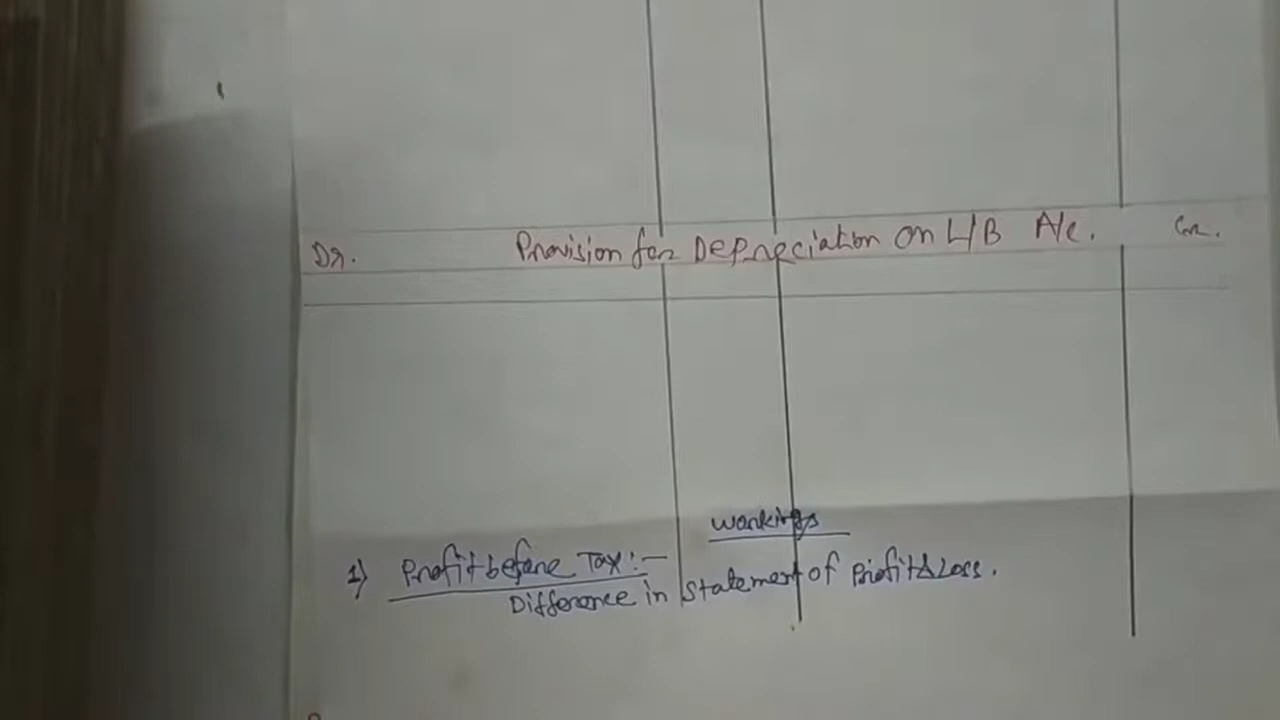 Dr. Provision for Depreciation on L/B A/c. Cr.
Workings
1) Profit before Tax:-
Difference in Statement of Profit & Loss.